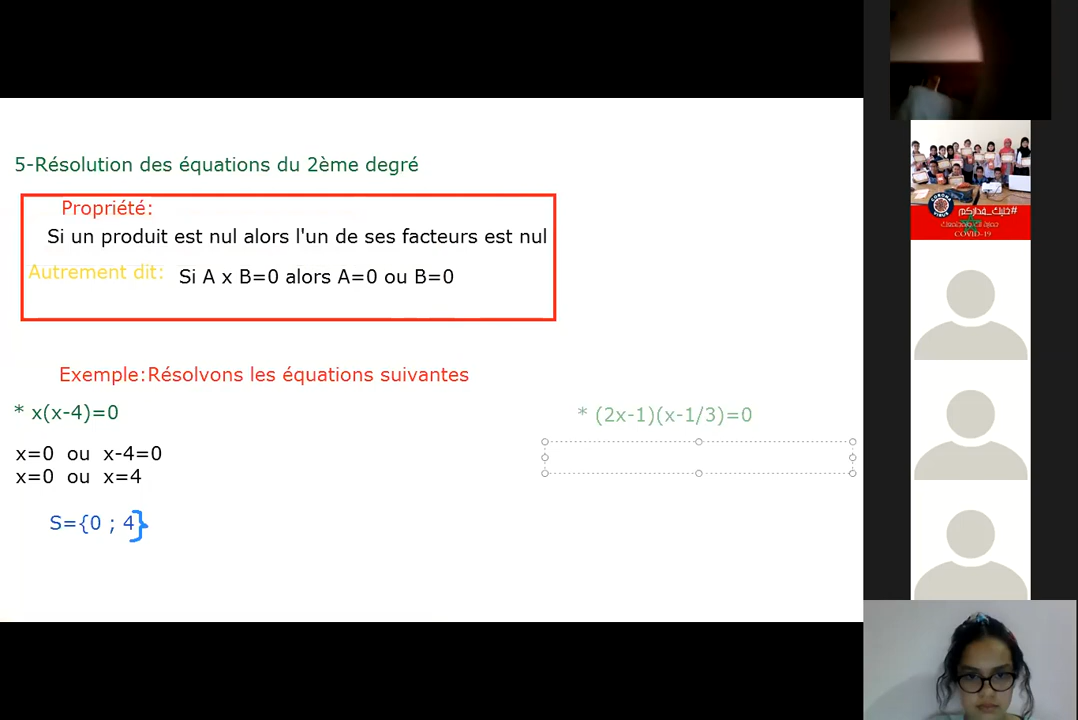 5-Résolution des équations du 2ème degré
Propriété:
Si un produit est nul alors l'un de ses facteurs est nul
Autrement dit: Si A x B=0 alors A=0 ou B=0
Exemple:Résolvons les équations suivantes
* x(x-4)=0
x=0 ou x-4=0
x=0 ou x=4
S={0 ; 4}
* (2x-1)(x-1/3)=0
#خليك_فداركم
COVID-19